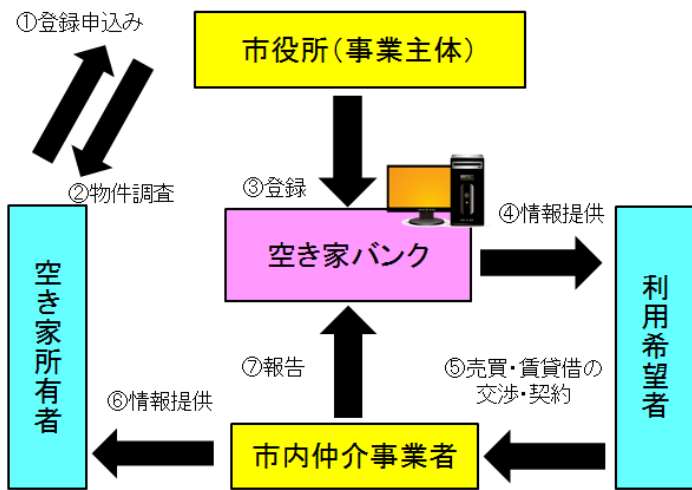 ①登録申込み
市役所(事業主体)
②物件調査
③登録
空き家バンク
④情報提供
空き家所有者
利用希望者
⑦報告
⑤売買・賃貸借の
交渉・契約
⑥情報提供
市内仲介事業者